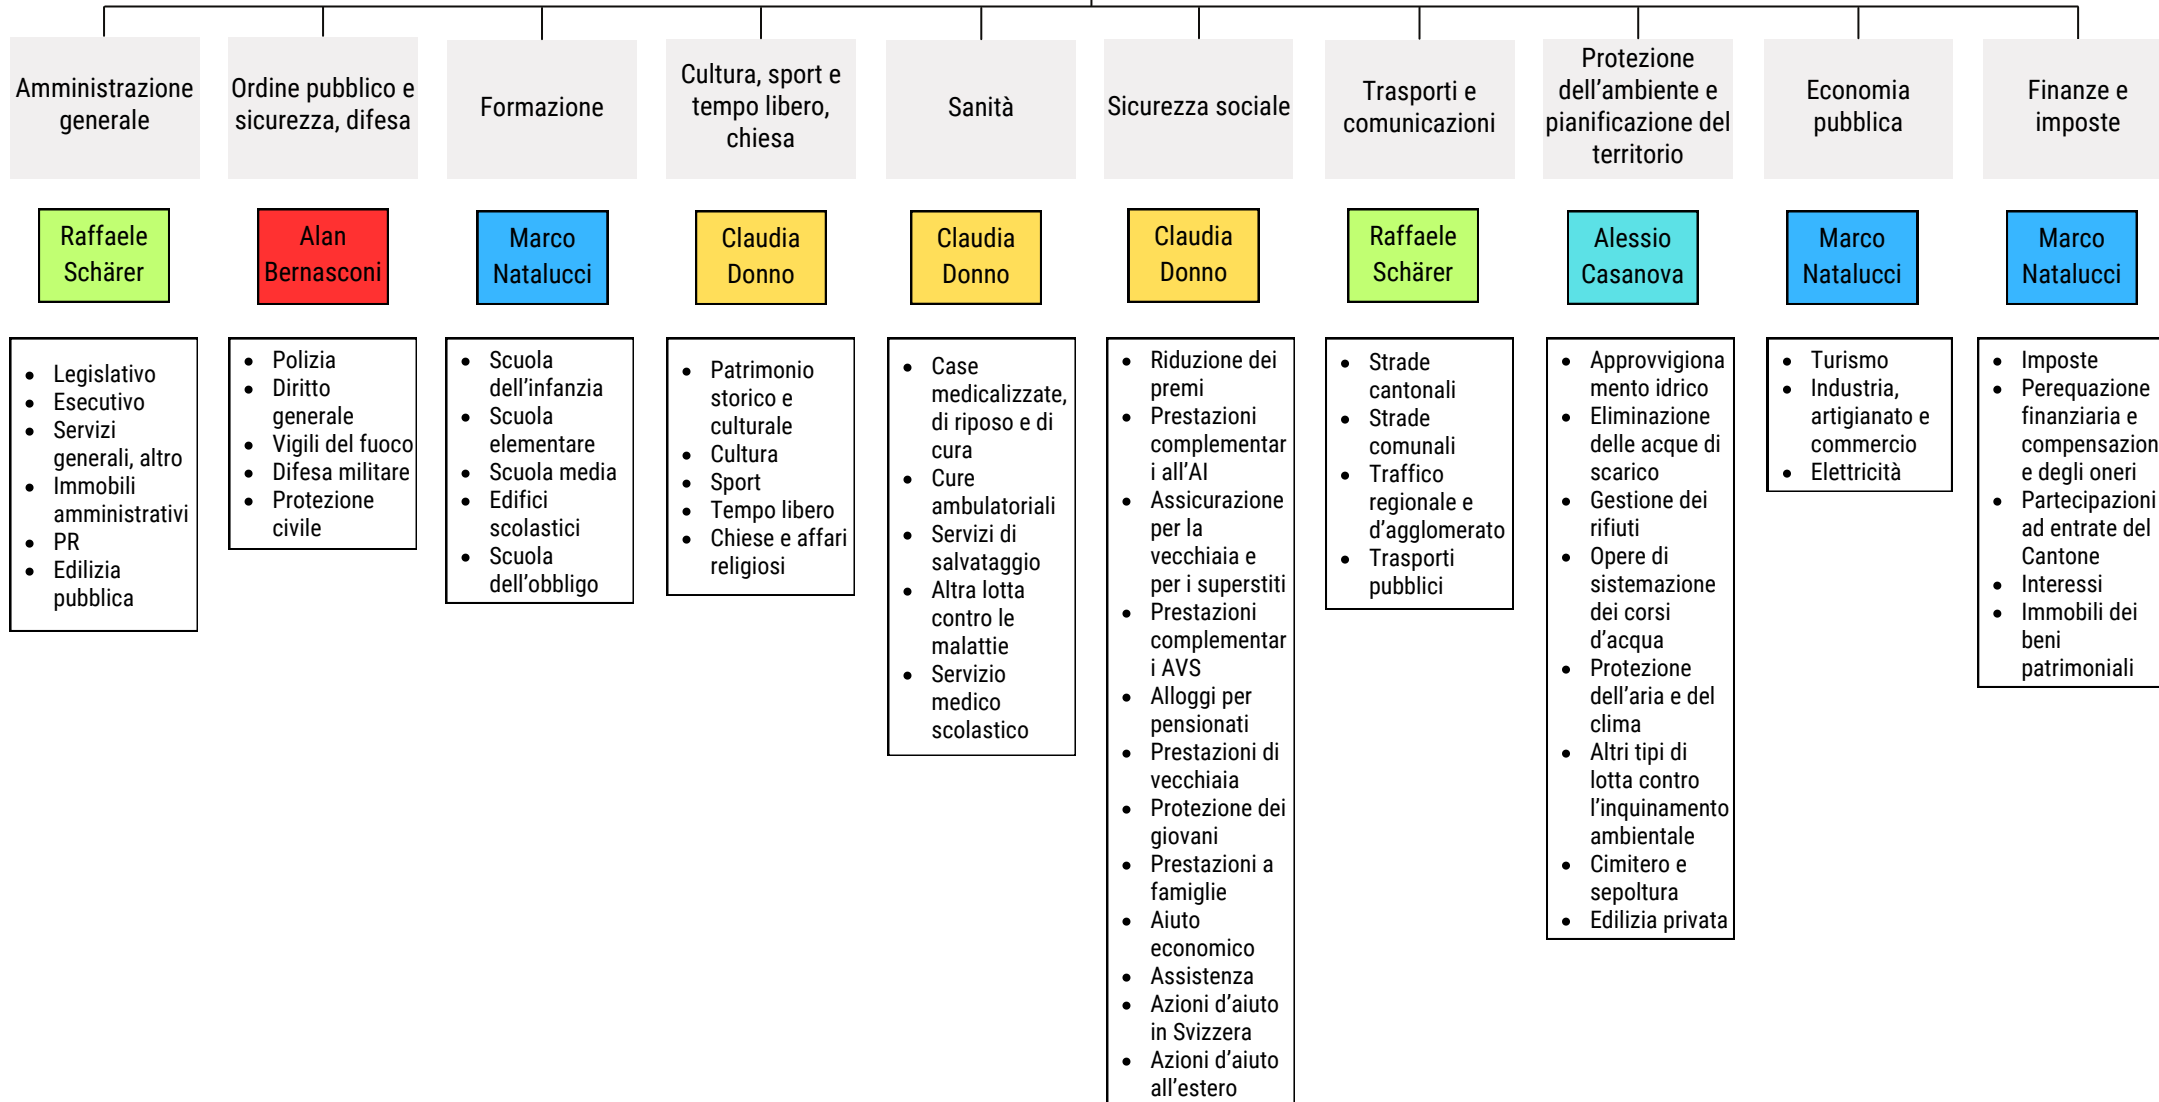 Amministrazione
generale
Raffaele
Schärer
Legislativo
Esecutivo
Servizi
generali, altro
Immobili
amministrativi
PR
Edilizia
pubblica
Ordine pubblico e
sicurezza, difesa
Alan
Bernasconi
Polizia
Diritto
generale
Vigili del fuoco
Difesa militare
Protezione
civile
Formazione
Marco
Natalucci
Scuola
dell'infanzia
Scuola
elementare
Scuola media
Edifici
scolastici
Scuola
dell'obbligo
Cultura, sport e
tempo libero,
chiesa
Claudia
Donno
Patrimonio
storico e
culturale
Cultura
Sport
Tempo libero
Chiese e affari
religiosi
Sanità
Claudia
Donno
Case
medicalizzate,
di riposo e di
cura
Cure
ambulatoriali
Servizi di
salvataggio
Altra lotta
contro le
malattie
Servizio
medico
scolastico
Sicurezza sociale
Claudia
Donno
Riduzione dei
premi
Prestazioni
complementar
i all'AI
Assicurazione
per la
vecchiaia e
per i superstiti
Prestazioni
complementar
i AVS
Alloggi per
pensionati
Prestazioni di
vecchiaia
Protezione dei
giovani
Prestazioni a
famiglie
Aiuto
economico
Assistenza
Azioni d'aiuto
in Svizzera
Azioni d'aiuto
all'estero
Trasporti e
comunicazioni
Raffaele
Schärer
Strade
cantonali
Strade
comunali
Traffico
regionale e
d'agglomerato
Trasporti
pubblici
Protezione
dell'ambiente e
pianificazione del
territorio
Alessio
Casanova
Approvvigiona
mento idrico
Eliminazione
delle acque di
scarico
Gestione dei
rifiuti
Opere di
sistemazione
dei corsi
d'acqua
Protezione
dell'aria e del
clima
Altri tipi di
lotta contro
l'inquinamento
ambientale
Cimitero e
sepoltura
Edilizia privata
Economia
pubblica
Marco
Natalucci
Turismo
Industria,
artigianato e
commercio
Elettricità
Finanze e
imposte
Marco
Natalucci
Imposte
Perequazione
finanziaria e
compensazion
e degli oneri
Partecipazioni
ad entrate del
Cantone
Interessi
Immobili dei
beni
patrimoniali